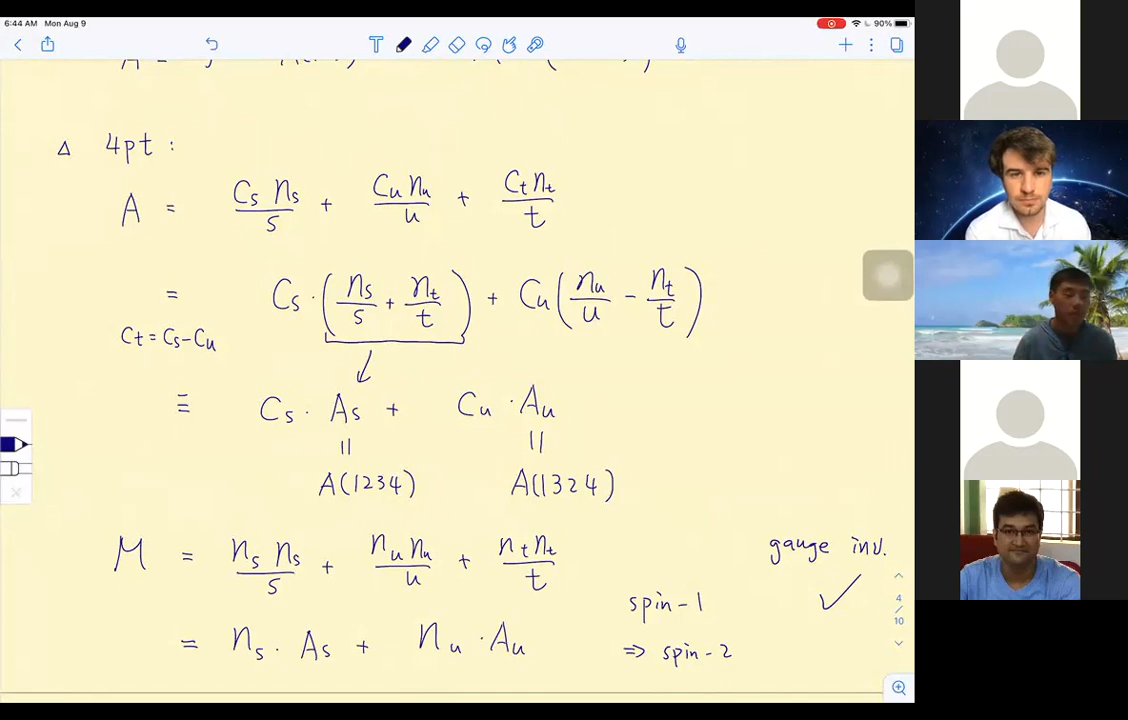 6:44 AM Mon Aug 9 90%
Δ 4pt :
A = Cs ns/s + Cu nu/u + Ct nt/t
= Cs · (ns/s + nt/t) + Cu (nu/u − nt/t)
Ct = Cs − Cu
≡ Cs · As + Cu · Au
|| ||
A(1234) A(1324)
M = ns ns/s + nu nu/u + nt nt/t
gauge inv. ✓
spin-1
= ns · As + nu · Au
⇒ spin-2
4/10